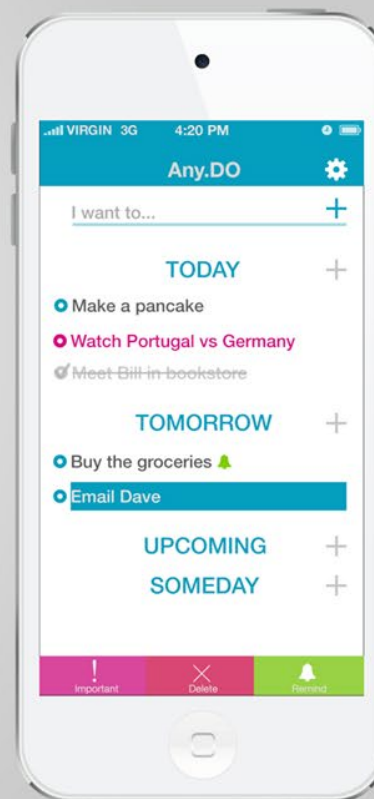 VIRGIN 3G 4:20 PM
Any.DO
I want to...
TODAY
Make a pancake
Watch Portugal vs Germany
Meet Bill in bookstore
TOMORROW
Buy the groceries
Email Dave
UPCOMING
SOMEDAY
Important Delete Remind